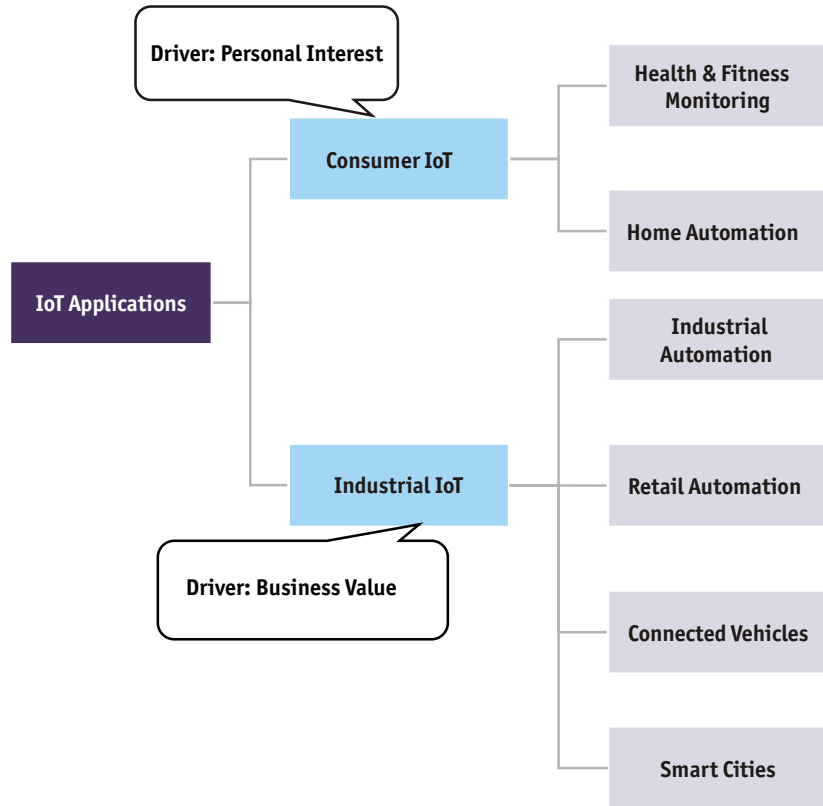 Driver: Personal Interest
Health & Fitness
Monitoring
Consumer IoT
Home Automation
IoT Applications
Industrial
Automation
Industrial IoT
Retail Automation
Driver: Business Value
Connected Vehicles
Smart Cities